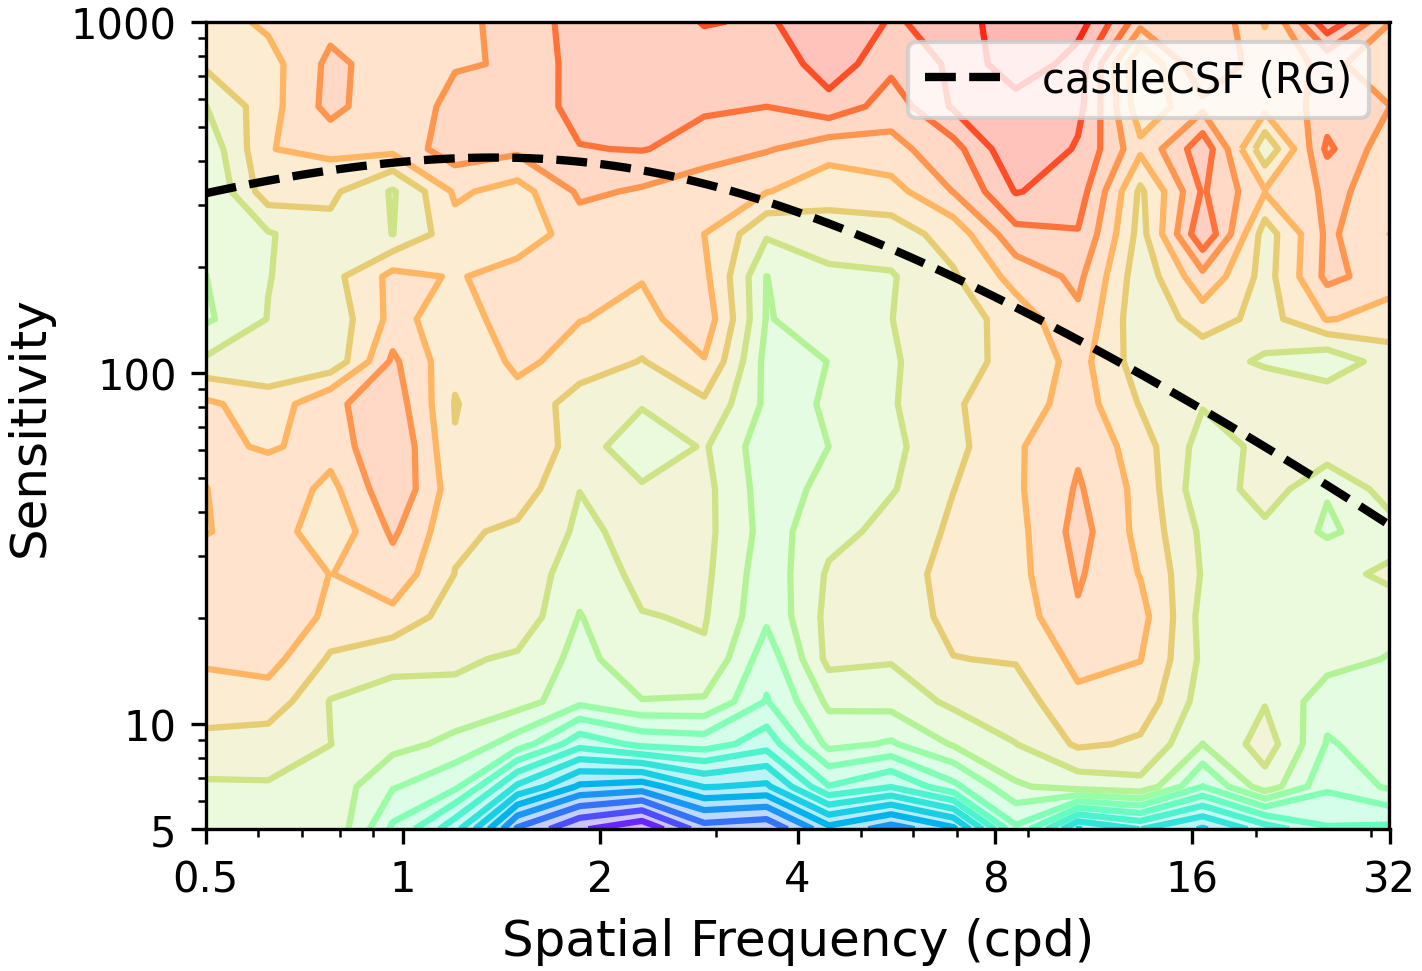 1000
castleCSF (RG)
100
Sensitivity
10
5
0.5 1 2 4 8 16 32
Spatial Frequency (cpd)